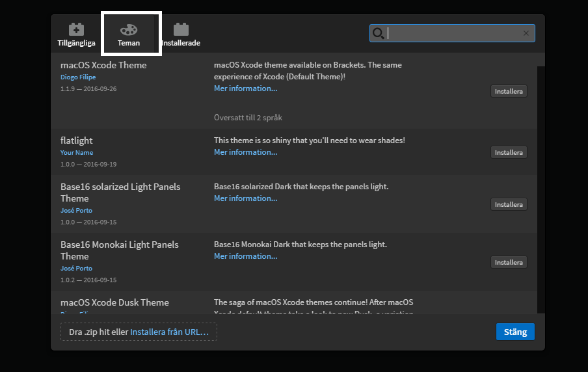 Tillgängliga Teman Installerade
macOS Xcode Theme
Diogo Filipe
1.1.9 — 2016-09-26
macOS Xcode theme available on Brackets. The same
experience of Xcode (Default Theme)!
Mer information...
Översatt till 2 språk
Installera
flatlight
Your Name
1.0.0 — 2016-09-19
This theme is so shiny that you'll need to wear shades!
Mer information...
Installera
Base16 solarized Light Panels
Theme
José Porto
1.0.0 — 2016-09-15
Base16 solarized Dark that keeps the panels light.
Mer information...
Installera
Base16 Monokai Light Panels
Theme
José Porto
1.0.2 — 2016-09-15
Base16 Monokai Dark that keeps the panels light.
Mer information...
Installera
macOS Xcode Dusk Theme
The saga of macOS Xcode themes continue! After macOS
Dra .zip hit eller Installera från URL...
Stäng